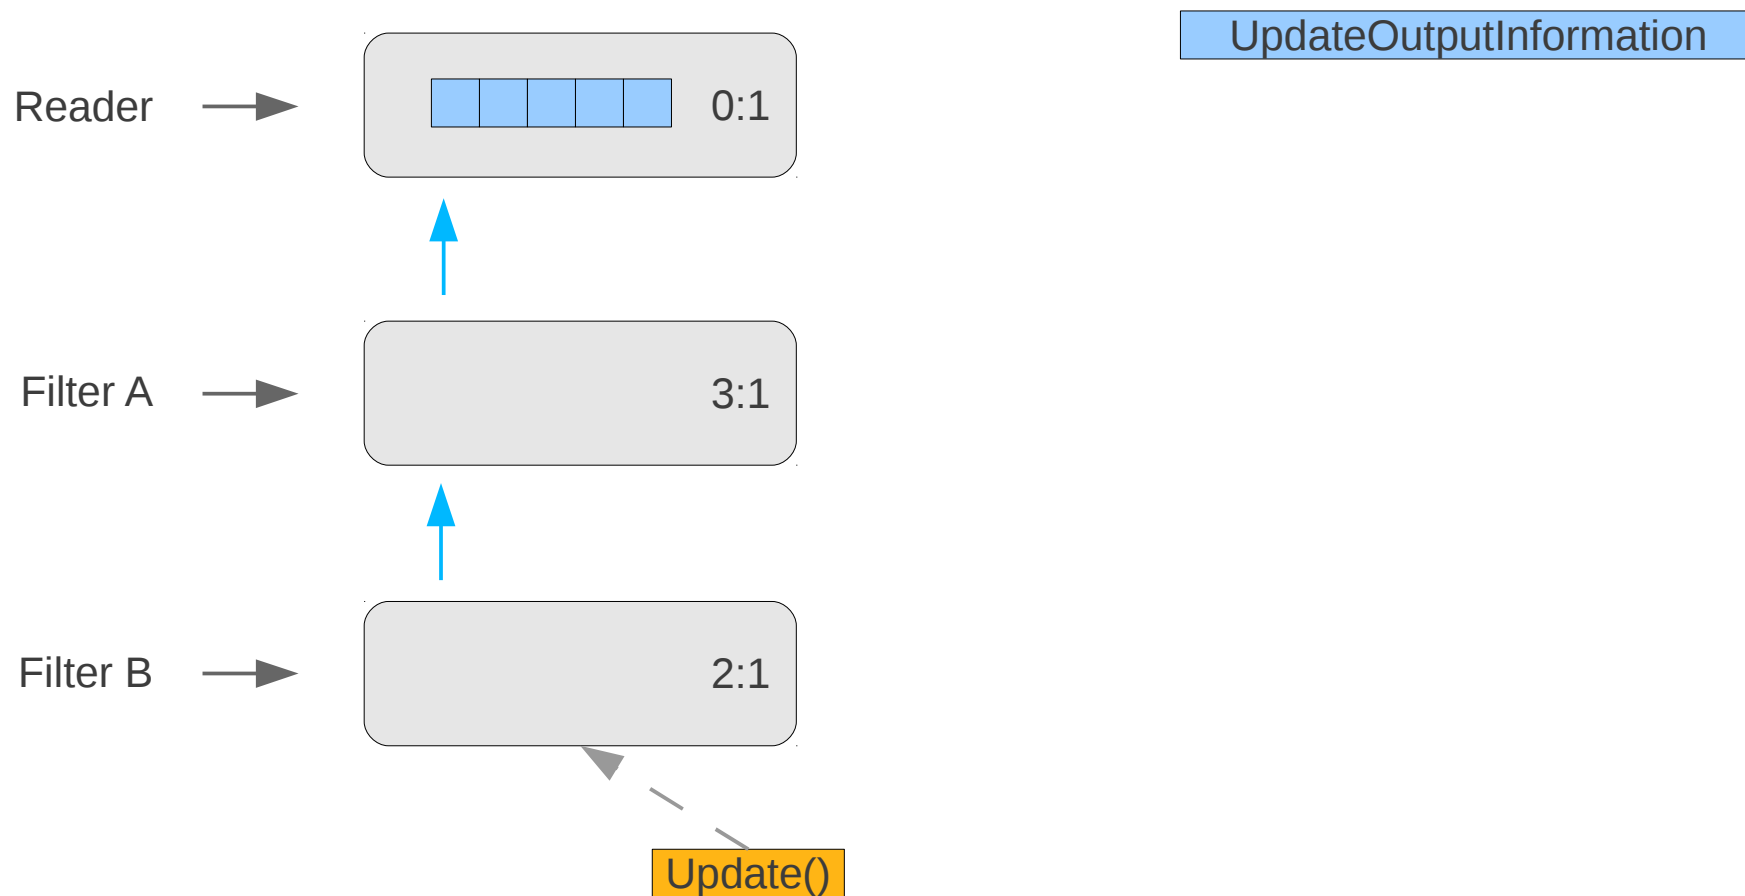 UpdateOutputInformation
Reader
0:1
Filter A
3:1
Filter B
2:1
Update()